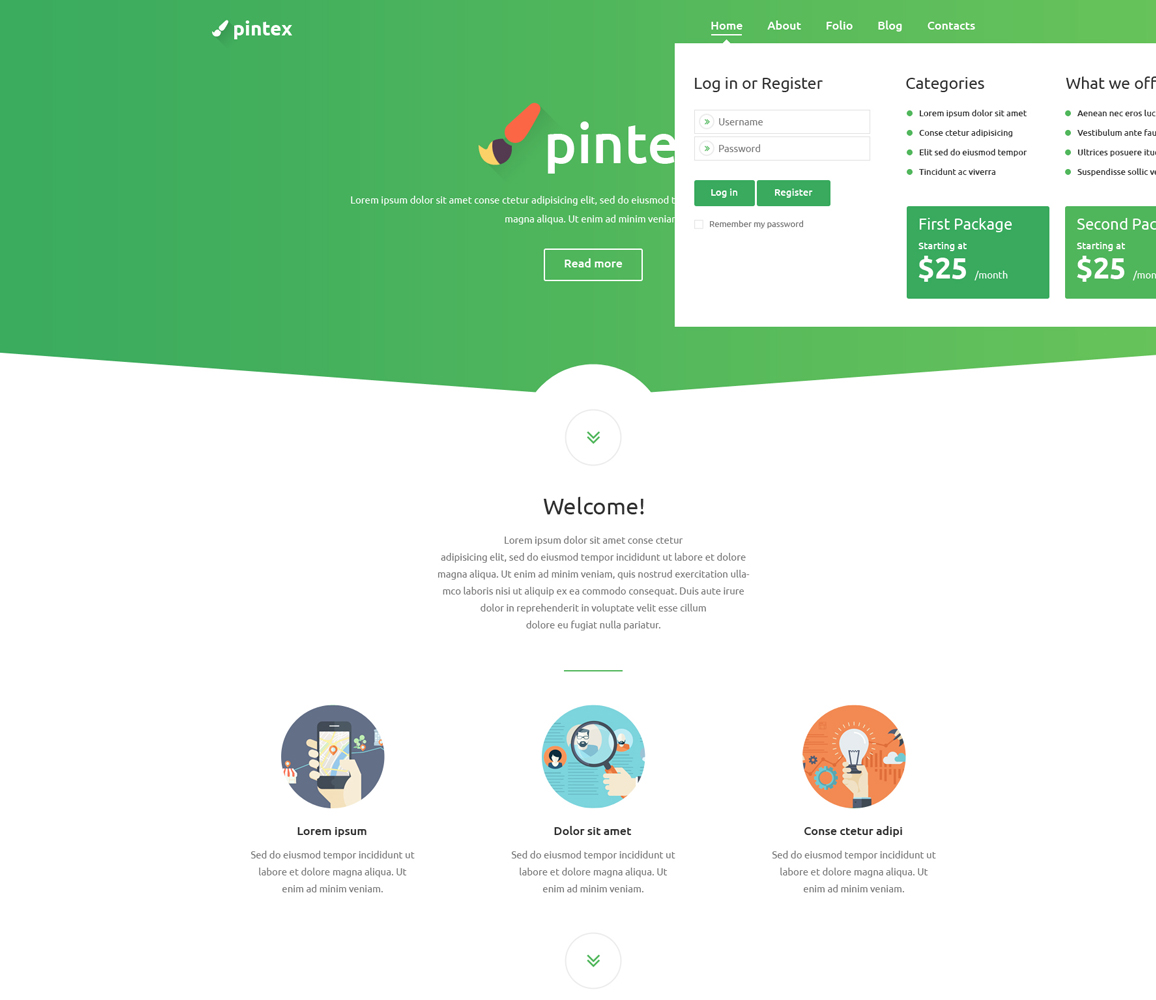 pintex
Home About Folio Blog Contacts
Log in or Register
Username
Password
Log in Register
Remember my password
Categories
Lorem ipsum dolor sit amet
Conse ctetur adipisicing
Elit sed do eiusmod tempor
Tincidunt ac viverra
What we off
Aenean nec eros luc
Vestibulum ante fau
Ultrices posuere
Suspendisse sollic
First Package
Starting at
$25 /month
Second Pac
Starting at
$25 /mon
pinte
Lorem ipsum dolor sit amet conse ctetur adipisicing elit, sed do eiusmod t
magna aliqua. Ut enim ad minim veniar
Read more
Welcome!
Lorem ipsum dolor sit amet conse ctetur
adipisicing elit, sed do eiusmod tempor incididunt ut labore et dolore
magna aliqua. Ut enim ad minim veniam, quis nostrud exercitation ulla-
mco laboris nisi ut aliquip ex ea commodo consequat. Duis aute irure
dolor in reprehenderit in voluptate velit esse cillum
dolore eu fugiat nulla pariatur.
Lorem ipsum
Sed do eiusmod tempor incididunt ut
labore et dolore magna aliqua. Ut
enim ad minim veniam.
Dolor sit amet
Sed do eiusmod tempor incididunt ut
labore et dolore magna aliqua. Ut
enim ad minim veniam.
Conse ctetur adipi
Sed do eiusmod tempor incididunt ut
labore et dolore magna aliqua. Ut
enim ad minim veniam.